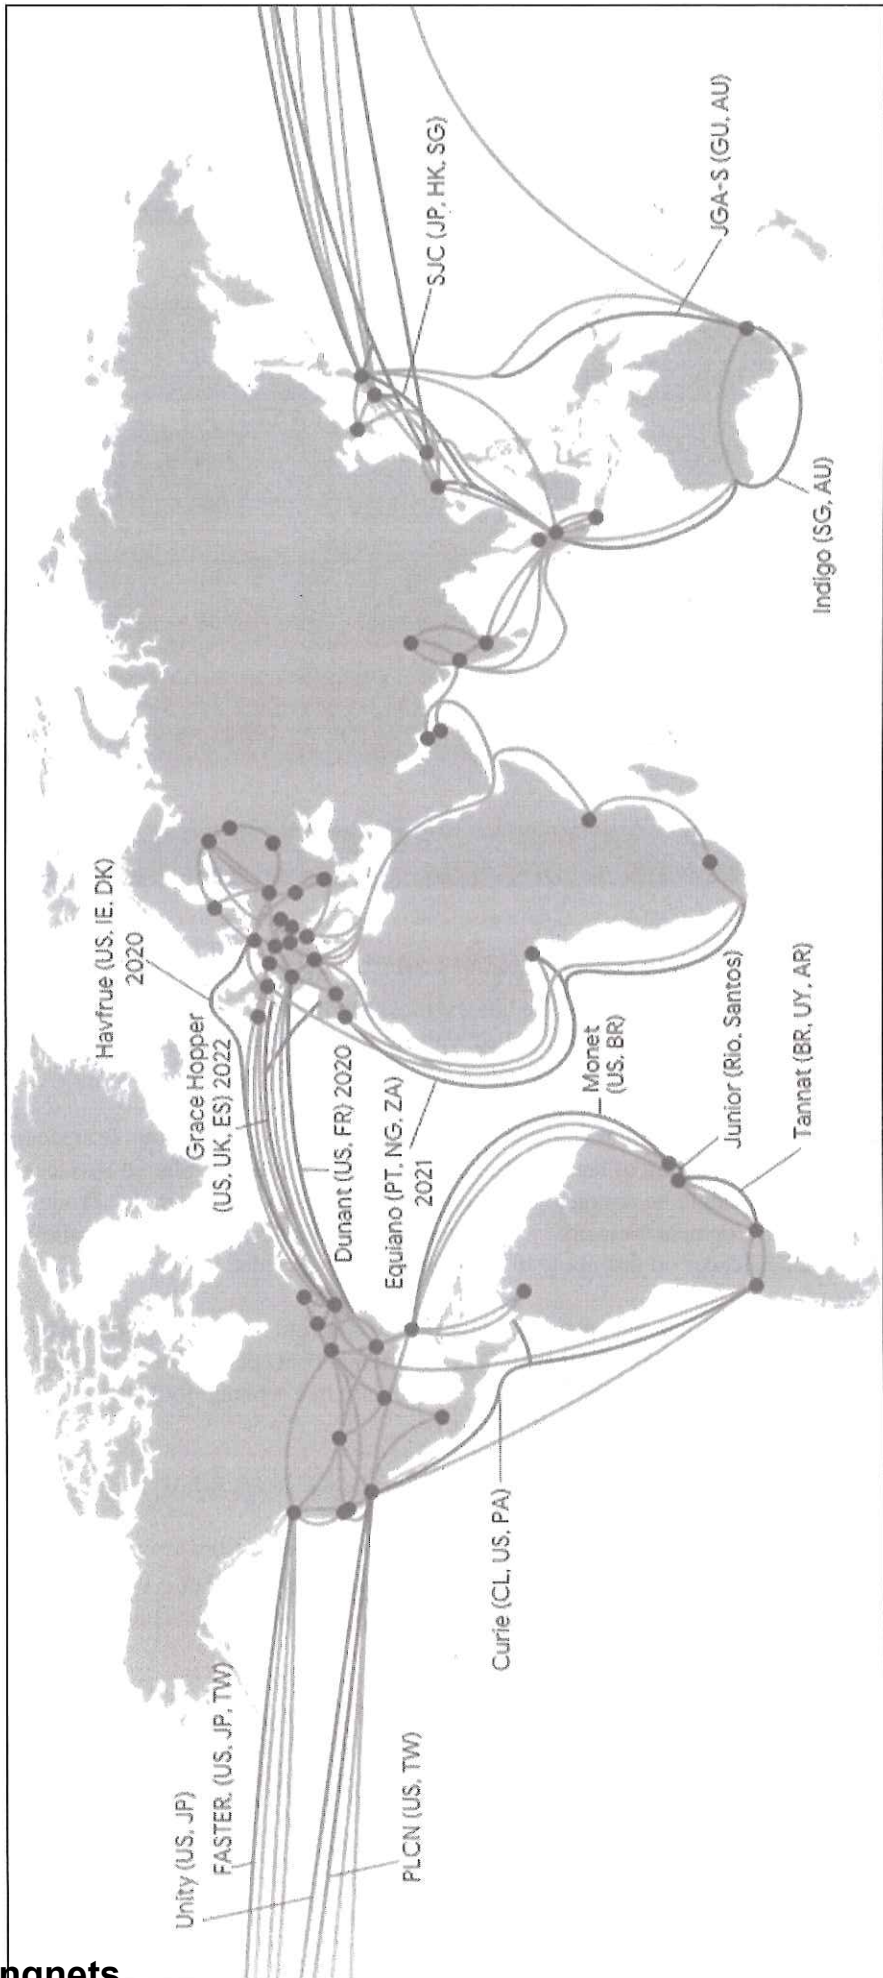 Unity (US, JP)
FASTER, (US, JP, TW)
PLCN (US, TW)
Curie (CL, US, PA)
Havfrue (US, IE, DK)
2020
Grace Hopper
(US, UK, ES) 2022
Dunant (US, FR) 2020
Equiano (PT, NG, ZA)
2021
Monet
(US, BR)
Junior (Rio, Santos)
Tannat (BR, UY, AR)
SJC (JP, HK, SG)
JGA-S (GU, AU)
Indigo (SG, AU)